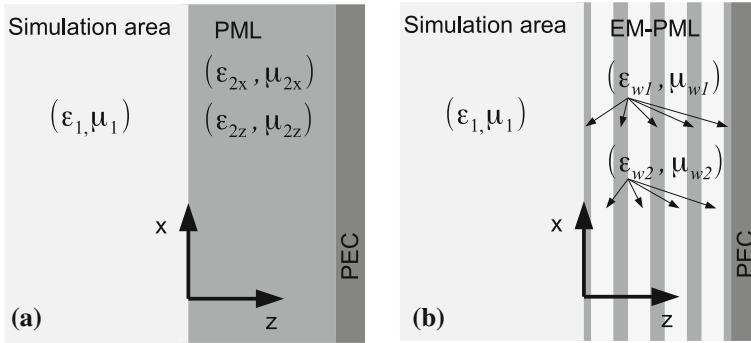 Simulation area
PML
(ε2x, μ2x)
(ε2z, μ2z)
(ε1, μ1)
x
z
PEC
(a)
Simulation area
EM-PML
(εw1, μw1)
(ε1, μ1)
(εw2, μw2)
x
z
PEC
(b)